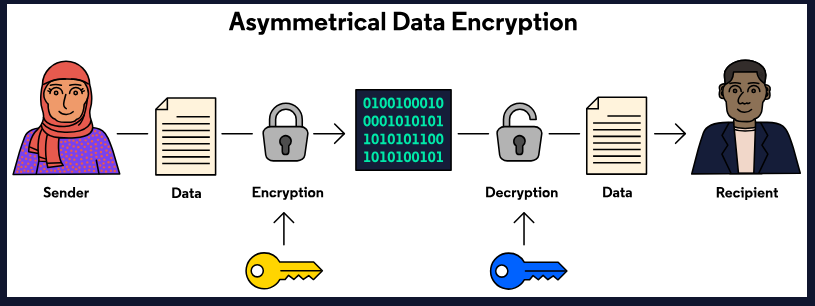 Asymmetrical Data Encryption
0100100010
0001010101
1010101100
1010100101
Sender
Data
Encryption
Decryption
Data
Recipient